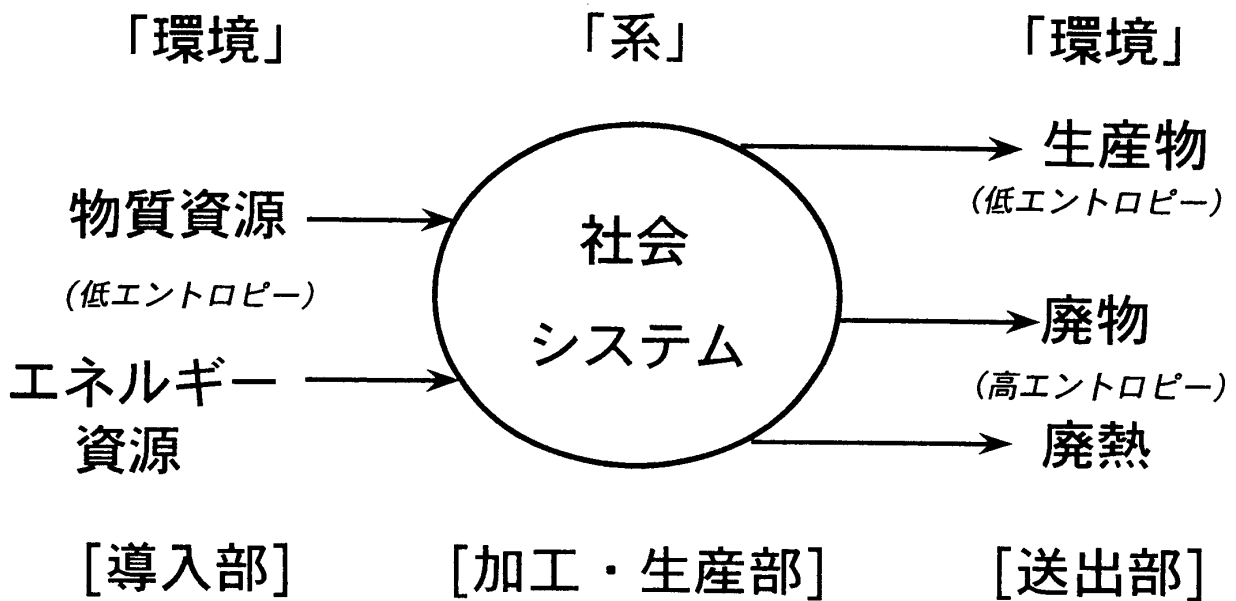 「環境」
「系」
「環境」
物質資源
(低エントロピー)
エネルギー
資源
社会
システム
生産物
(低エントロピー)
廃物
(高エントロピー)
廃熱
[導入部]
[加工・生産部]
[送出部]